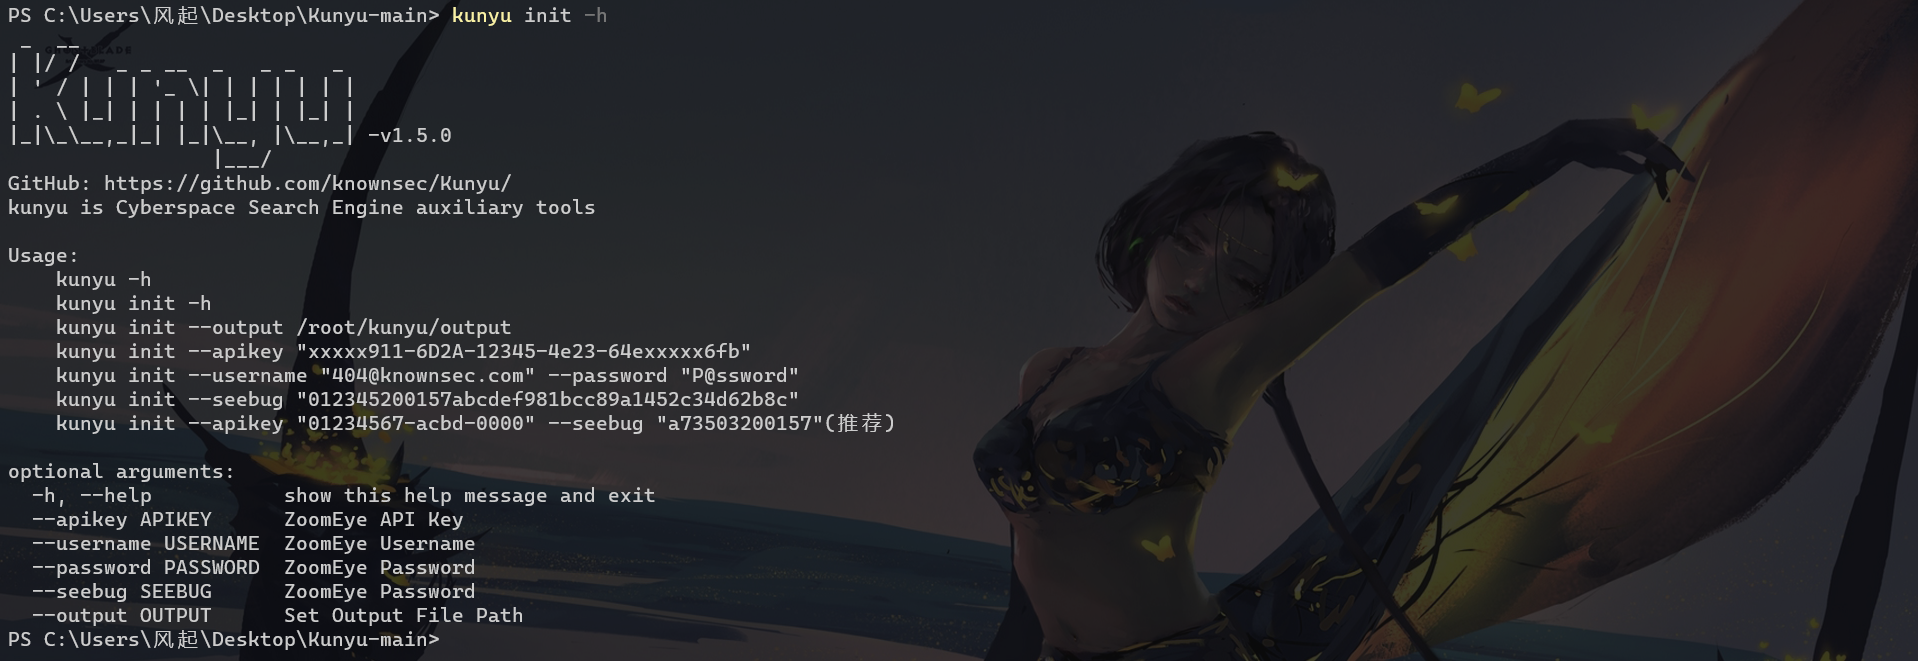 PS C:\Users\风起\Desktop\Kunyu-main> kunyu init -h
 _  __
| |/ /   _ _ __  _   _ _   _
| ' / | | | '_ \| | | | | | |
| . \ |_| | | | | |_| | |_| |
|_|\_\__,_|_| |_|\__, |\__,_| -v1.5.0
                 |___/
GitHub: https://github.com/knownsec/Kunyu/
kunyu is Cyberspace Search Engine auxiliary tools

Usage:
    kunyu -h
    kunyu init -h
    kunyu init --output /root/kunyu/output
    kunyu init --apikey "xxxxx911-6D2A-12345-4e23-64exxxxx6fb"
    kunyu init --username "404@knownsec.com" --password "P@ssword"
    kunyu init --seebug "012345200157abcdef981bcc89a1452c34d62b8c"
    kunyu init --apikey "01234567-acbd-0000" --seebug "a73503200157"(推荐)

optional arguments:
  -h, --help           show this help message and exit
  --apikey APIKEY      ZoomEye API Key
  --username USERNAME  ZoomEye Username
  --password PASSWORD  ZoomEye Password
  --seebug SEEBUG      ZoomEye Password
  --output OUTPUT      Set Output File Path
PS C:\Users\风起\Desktop\Kunyu-main>